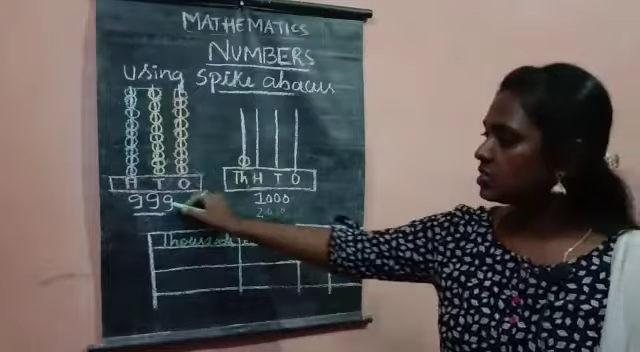 MATHEMATICS
NUMBERS
using Spike abacus
H T O
Th H T O
999
1000
Thousands